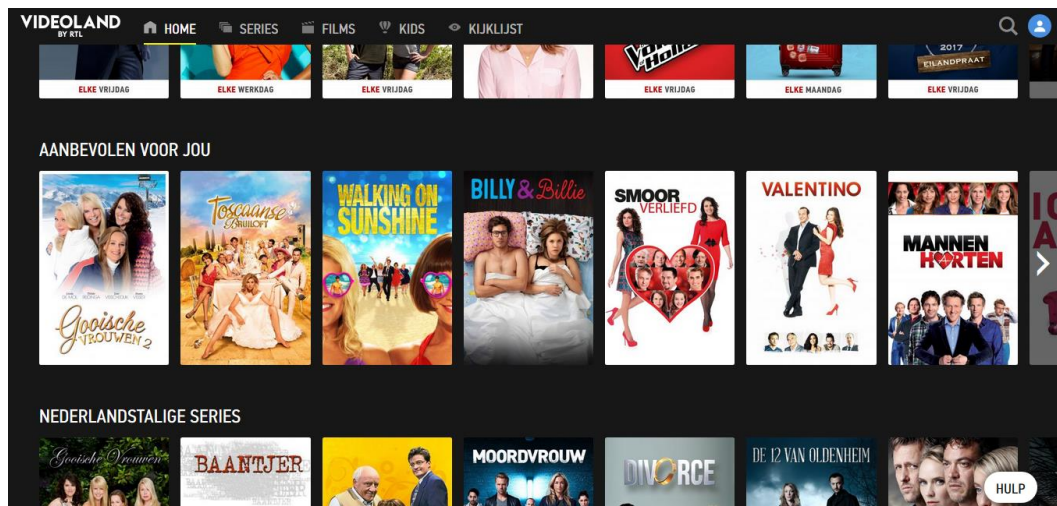 VIDEOLAND
BY RTL
HOME
SERIES
FILMS
KIDS
KIJKLIJST
2017
EILANDPRAAT
ELKE VRIJDAG
ELKE WERKDAG
ELKE VRIJDAG
ELKE VRIJDAG
ELKE MAANDAG
ELKE VRIJDAG
AANBEVOLEN VOOR JOU
Gooische
VROUWEN 2
Toscaanse
BRUILOFT
WALKING ON
SUNSHINE
BILLY & Billie
SMOOR
VERLIEFD
VALENTINO
MANNEN
HARTEN
NEDERLANDSTALIGE SERIES
Gooische Vrouwen
BAANTJER
MOORDVROUW
DIVORCE
DE 12 VAN OLDENHEIM
HULP